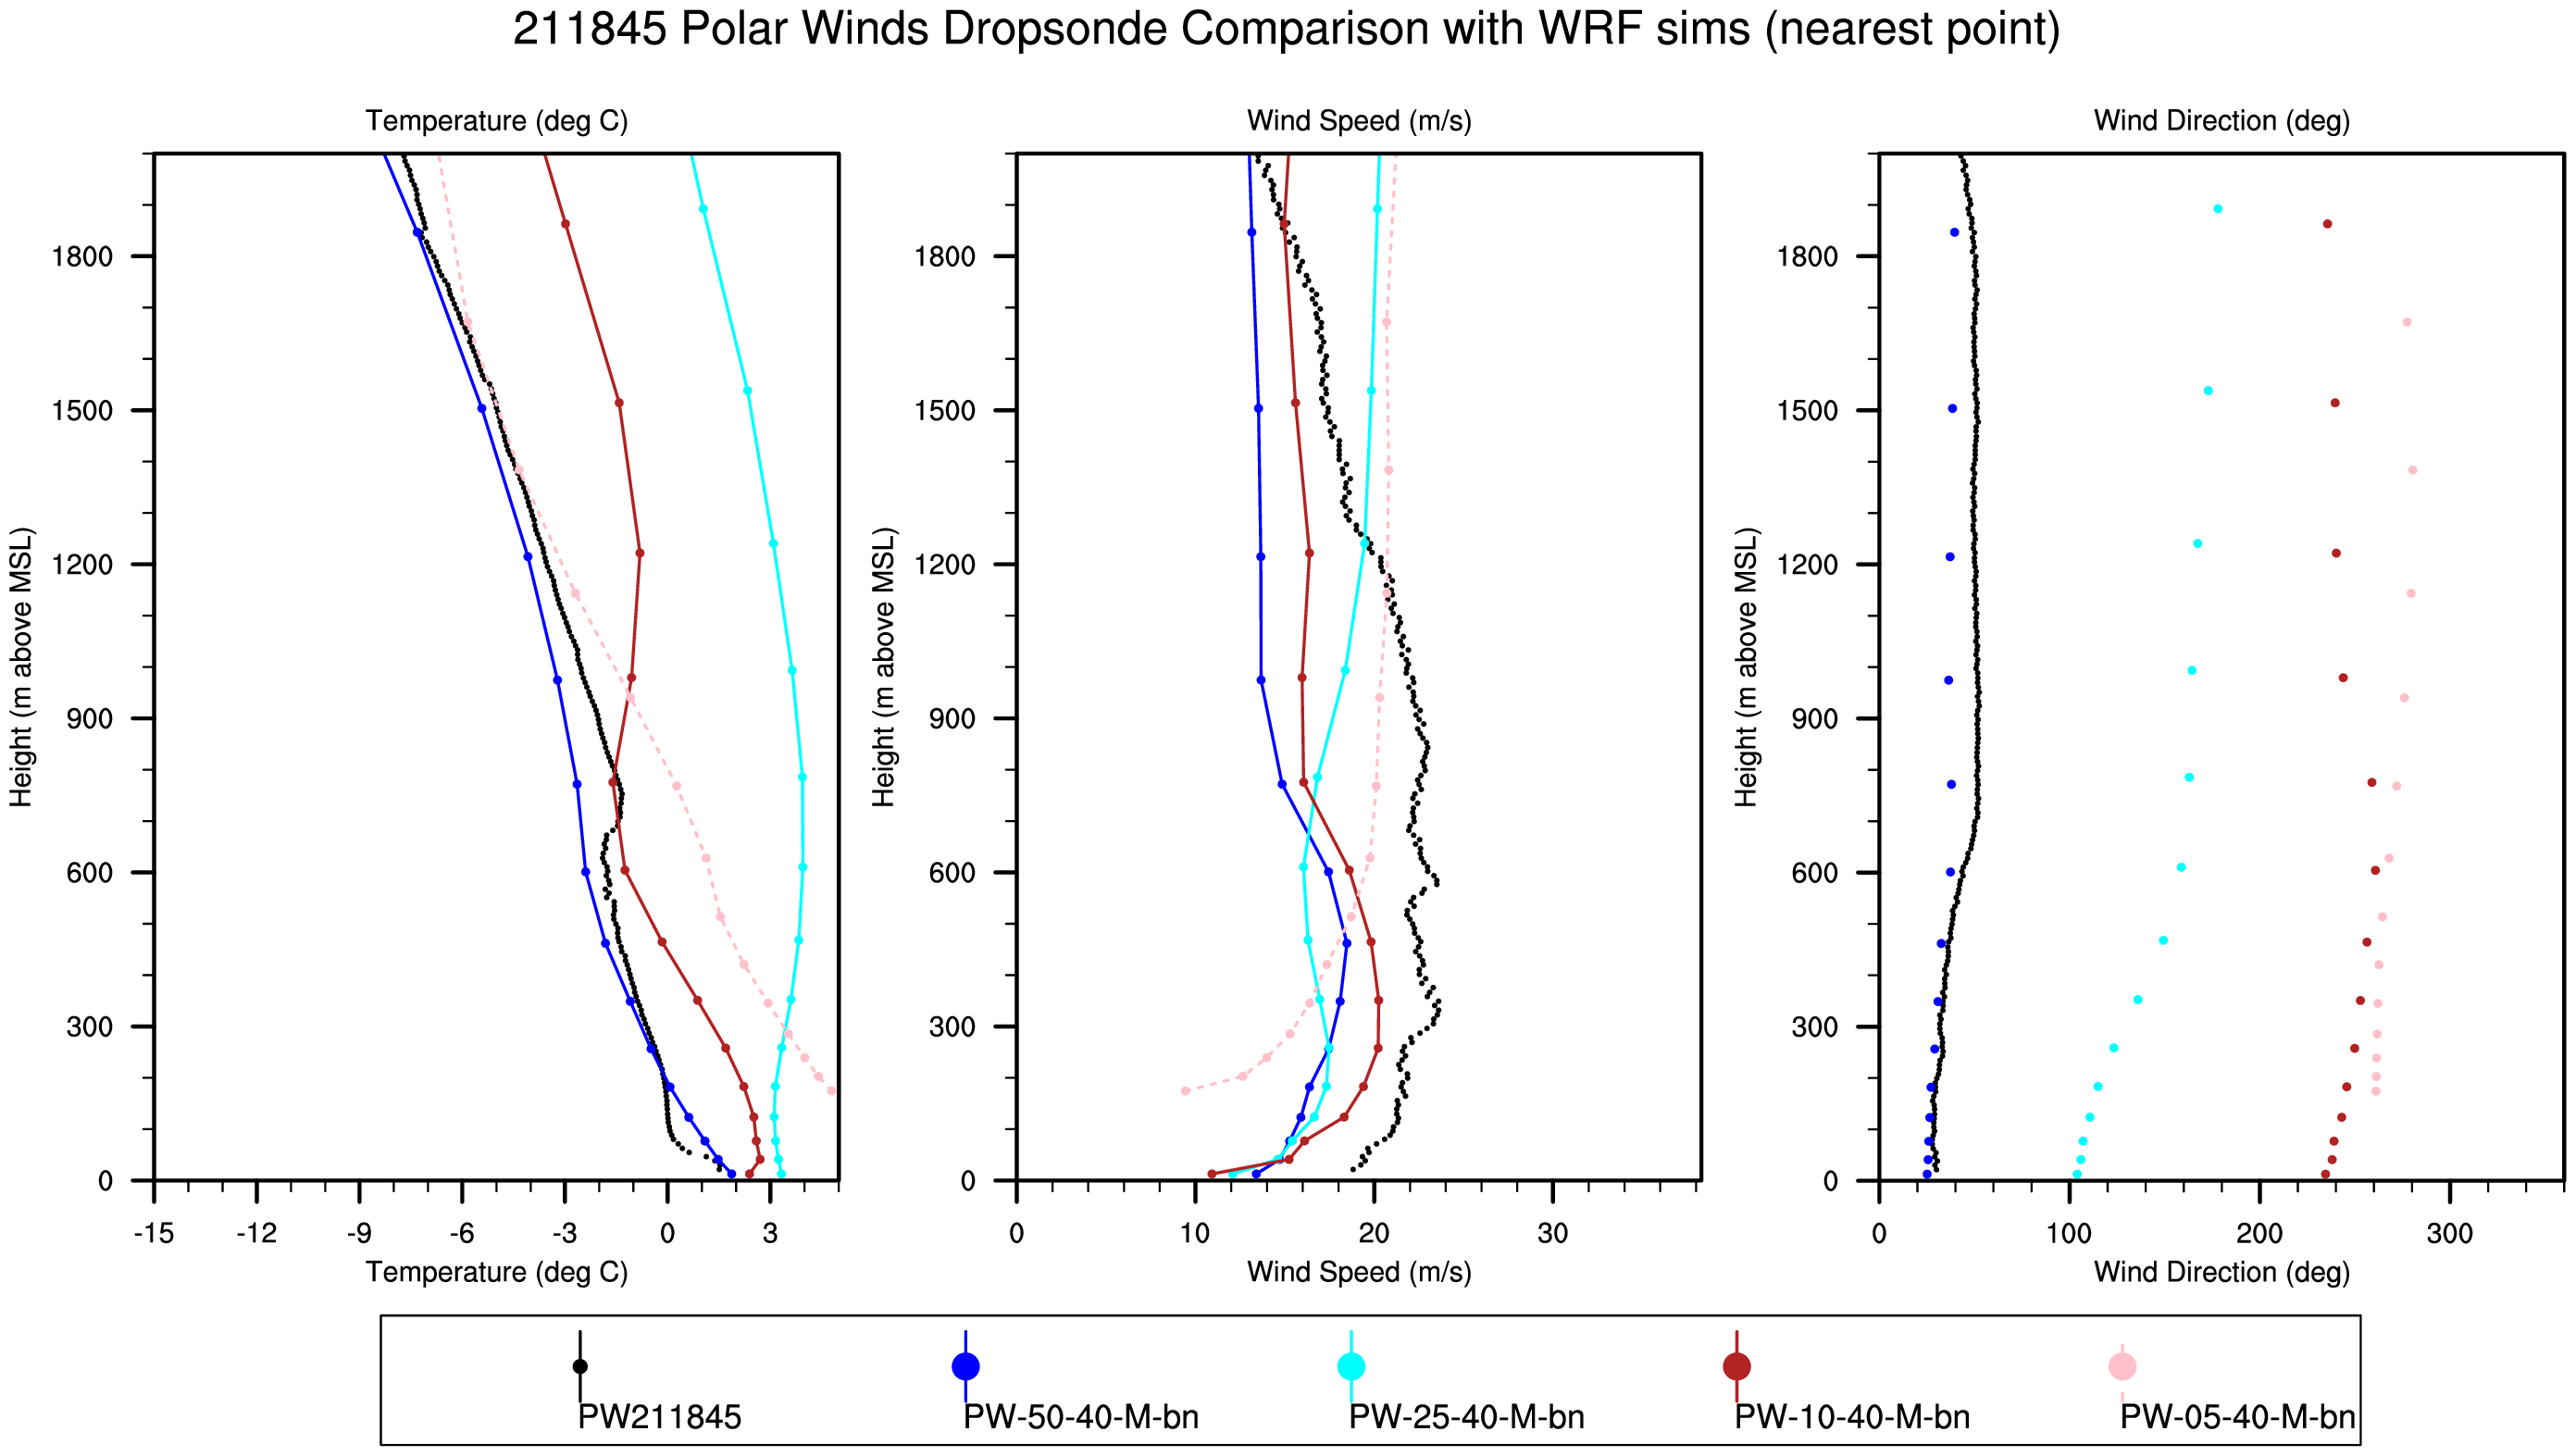 211845 Polar Winds Dropsonde Comparison with WRF sims (nearest point)
Temperature (deg C)
Wind Speed (m/s)
Wind Direction (deg)
Height (m above MSL)
1800
1500
1200
900
600
300
0
-15 -12 -9 -6 -3 0 3
Temperature (deg C)
Height (m above MSL)
1800
1500
1200
900
600
300
0
0 10 20 30
Wind Speed (m/s)
Height (m above MSL)
1800
1500
1200
900
600
300
0
0 100 200 300
Wind Direction (deg)
PW211845 PW-50-40-M-bn PW-25-40-M-bn PW-10-40-M-bn PW-05-40-M-bn